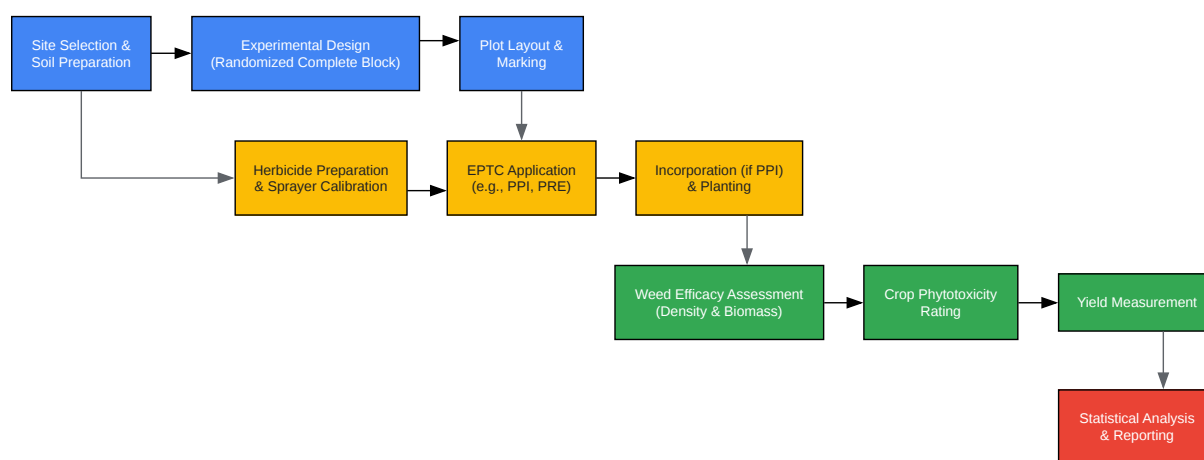 Site Selection &
Soil Preparation
Experimental Design
(Randomized Complete Block)
Plot Layout &
Marking
Herbicide Preparation
& Sprayer Calibration
EPTC Application
(e.g., PPI, PRE)
Incorporation (if PPI)
& Planting
Weed Efficacy Assessment
(Density & Biomass)
Crop Phytotoxicity
Rating
Yield Measurement
Statistical Analysis
& Reporting